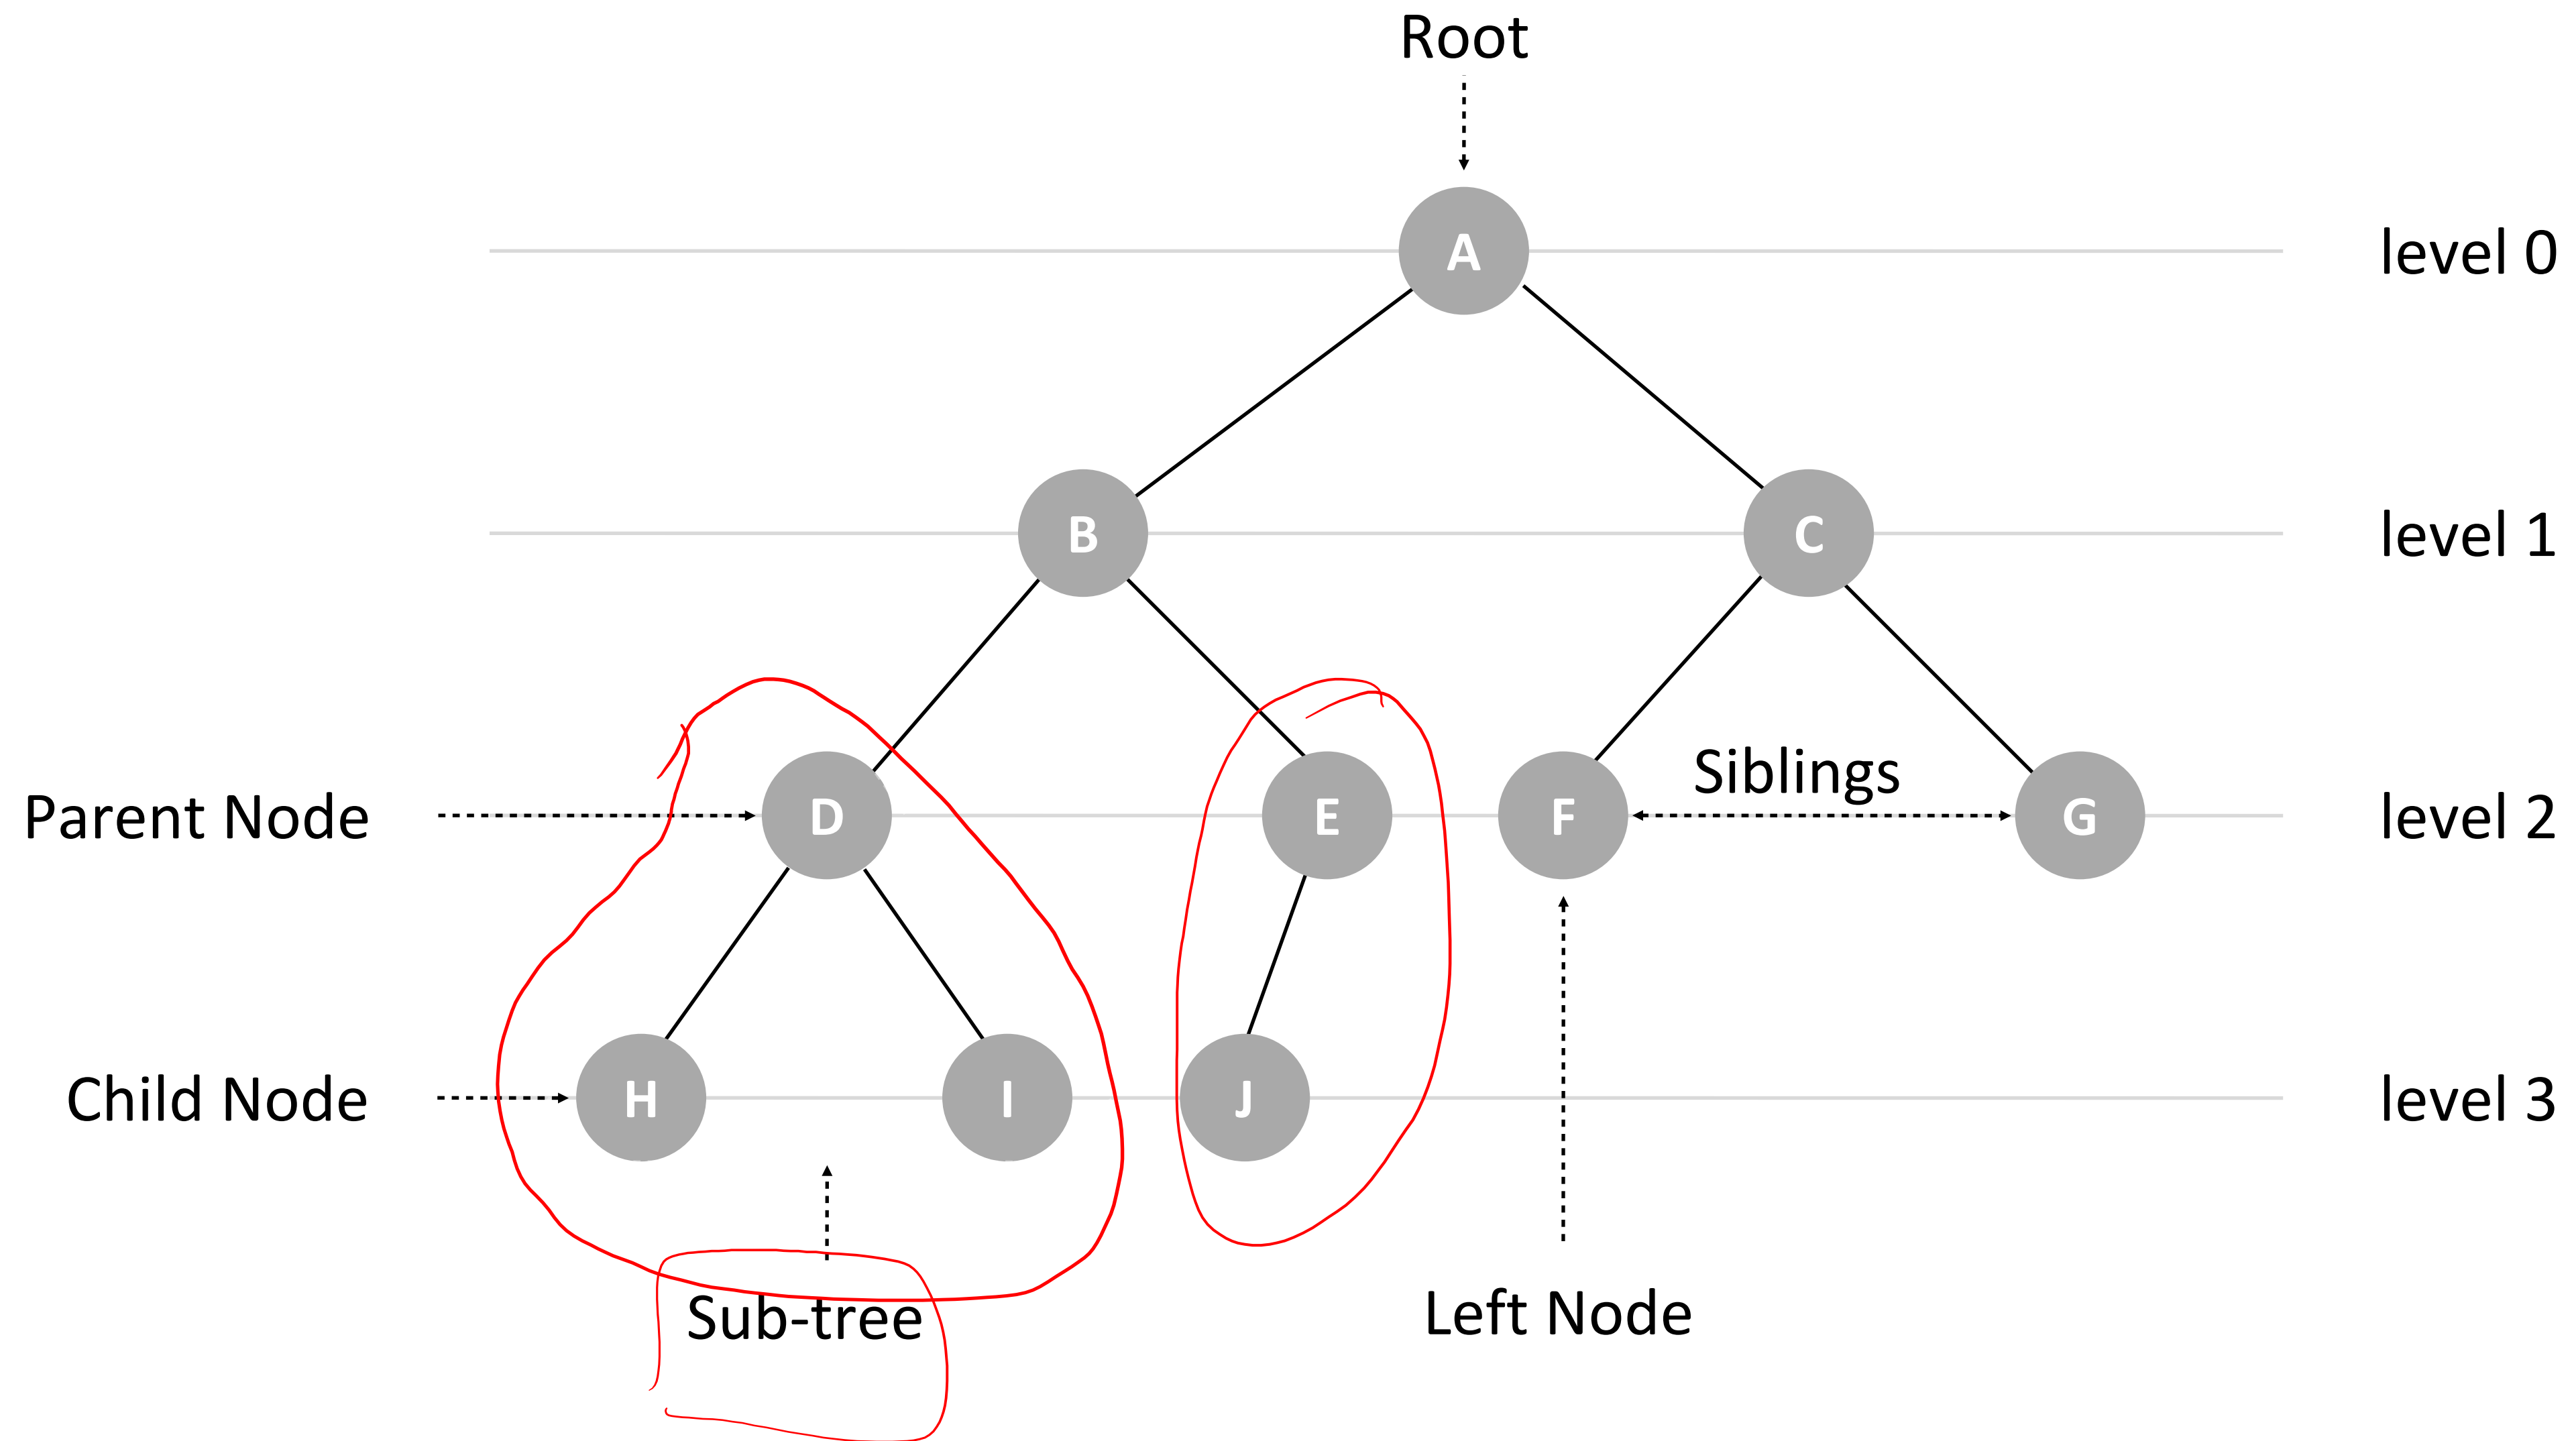 Root
A
level 0
B
C
level 1
Parent Node
D
E
F
Siblings
G
level 2
Child Node
H
I
J
level 3
Sub-tree
Left Node